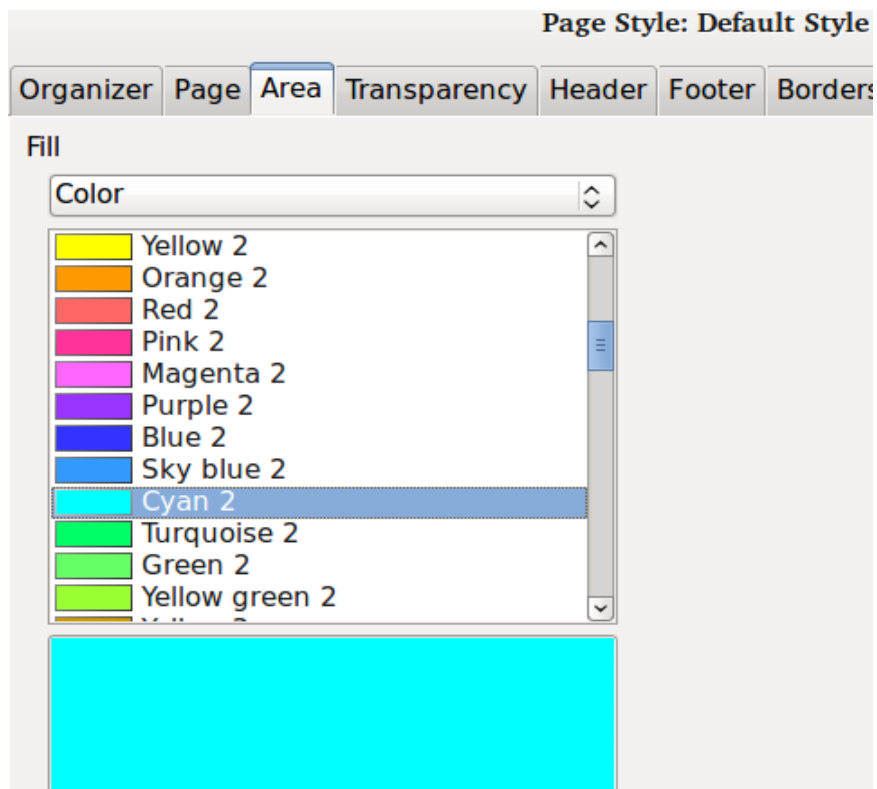 Page Style: Default Style
Organizer Page Area Transparency Header Footer Borders
Fill
Color
Yellow 2
Orange 2
Red 2
Pink 2
Magenta 2
Purple 2
Blue 2
Sky blue 2
Cyan 2
Turquoise 2
Green 2
Yellow green 2